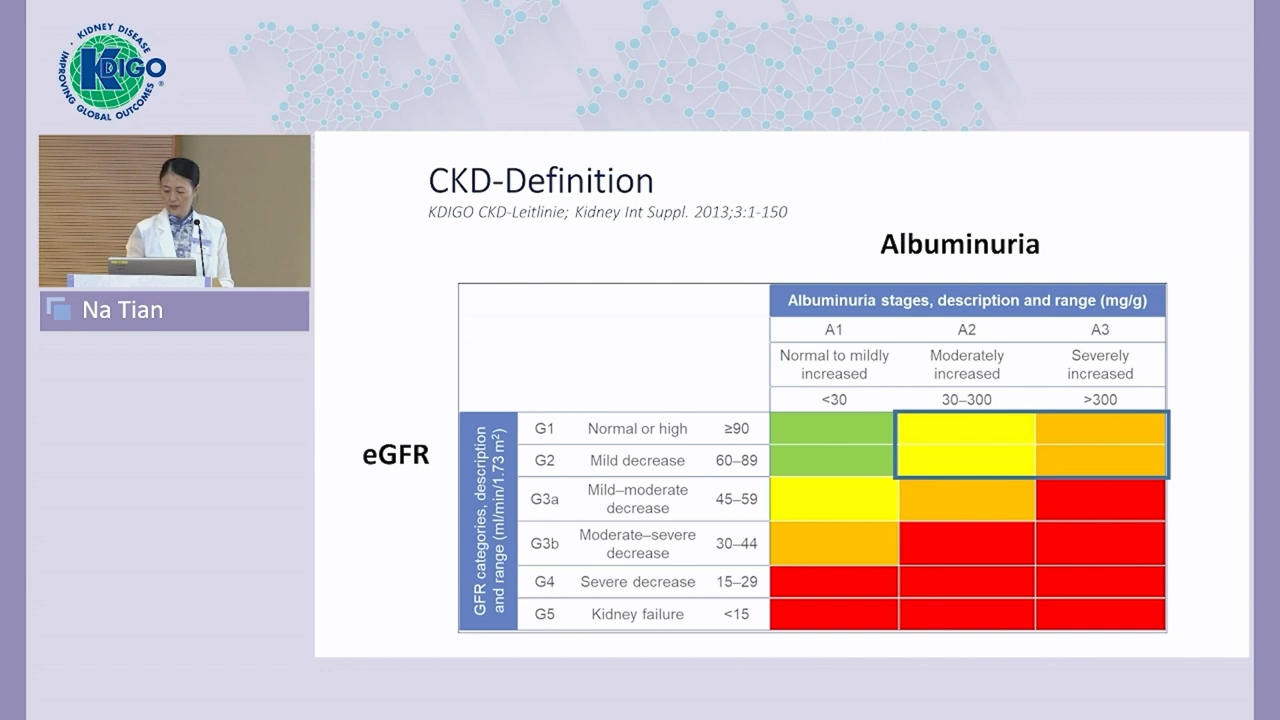 KIDNEY DISEASE
KDIGO®
IMPROVING GLOBAL OUTCOMES
Na Tian
CKD-Definition
KDIGO CKD-Leitlinie; Kidney Int Suppl. 2013;3:1-150
Albuminuria
eGFR
Albuminuria stages, description and range (mg/g)
A1 A2 A3
Normal to mildly increased Moderately increased Severely increased
<30 30–300 >300
GFR categories, description
and range (ml/min/1.73 m²)
G1 Normal or high ≥90
G2 Mild decrease 60–89
G3a Mild–moderate decrease 45–59
G3b Moderate–severe decrease 30–44
G4 Severe decrease 15–29
G5 Kidney failure <15